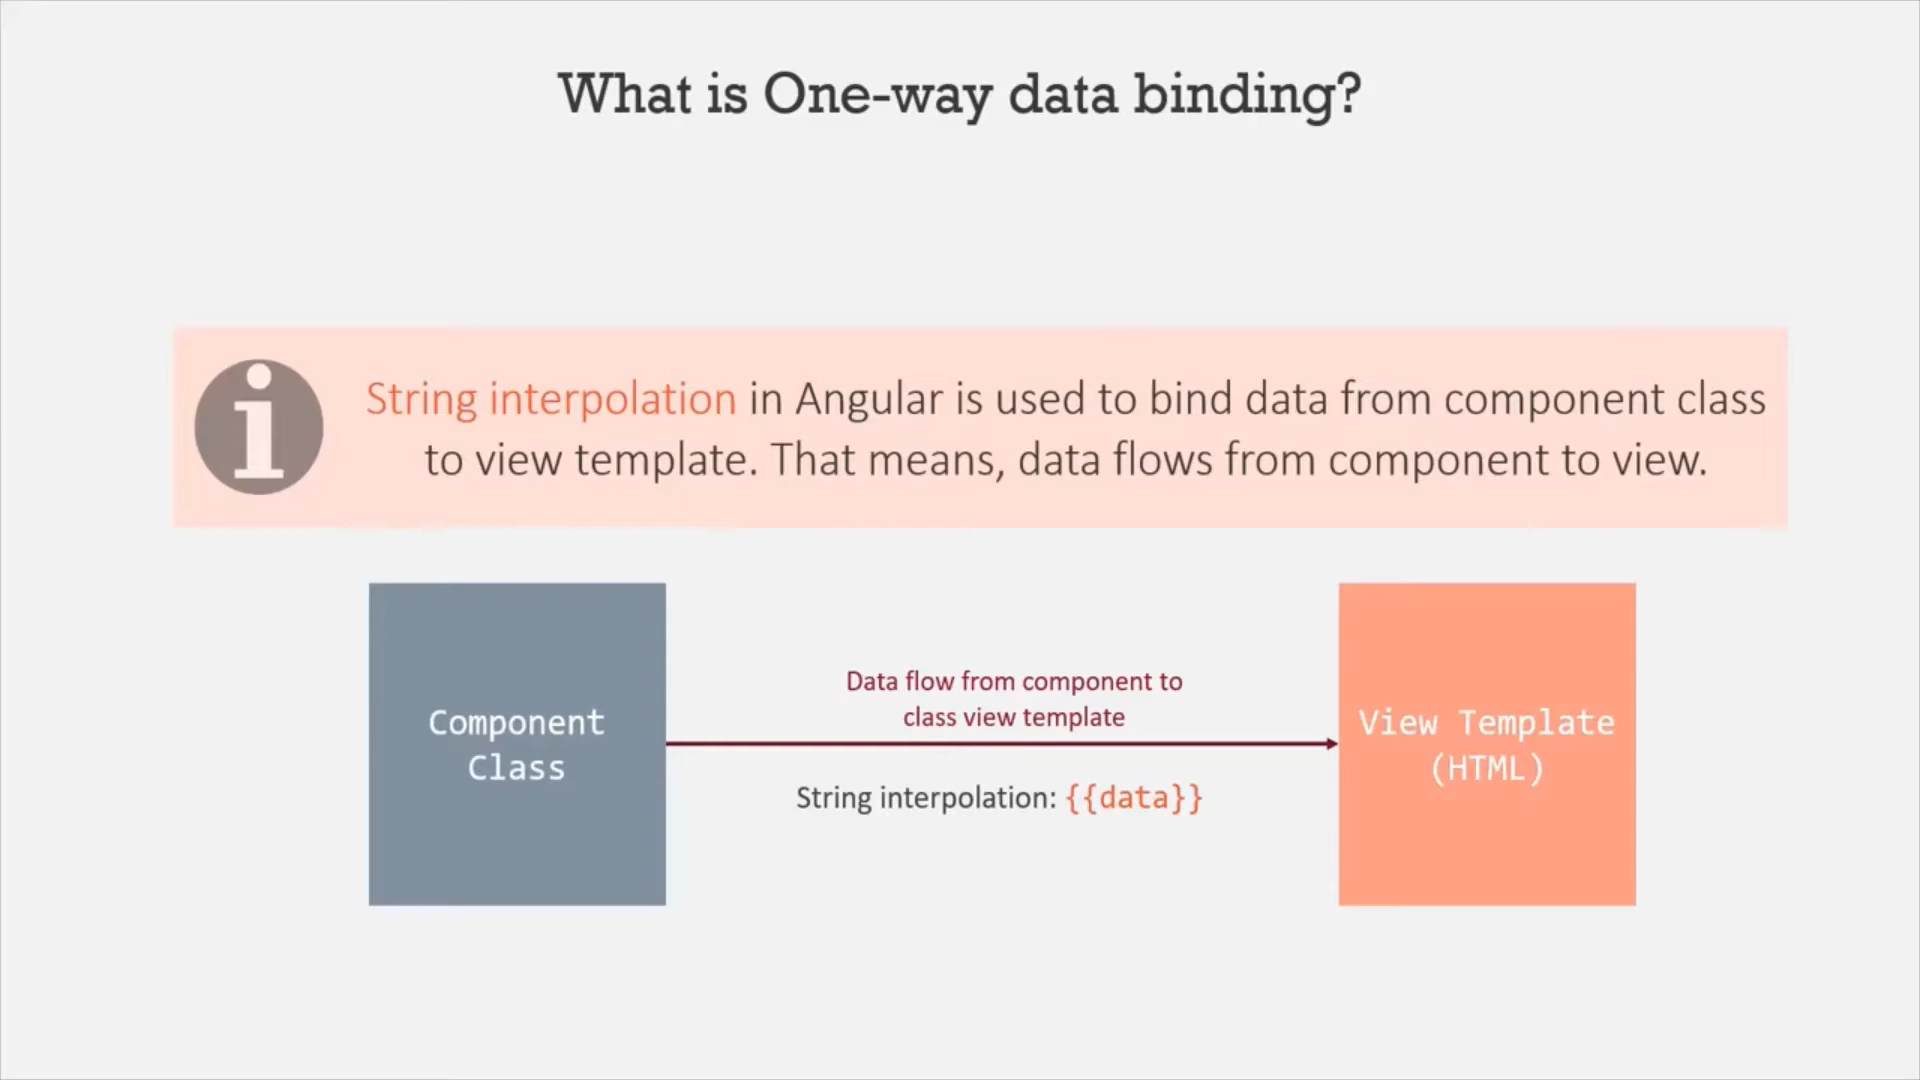 What is One-way data binding?
String interpolation in Angular is used to bind data from component class
to view template. That means, data flows from component to view.
Component
Class
Data flow from component to
class view template
String interpolation: {{data}}
View Template
(HTML)